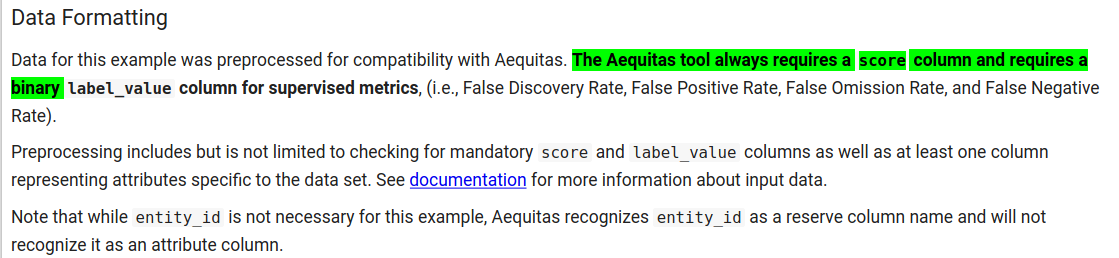 Data Formatting
Data for this example was preprocessed for compatibility with Aequitas. The Aequitas tool always requires a score column and requires a
binary label_value column for supervised metrics, (i.e., False Discovery Rate, False Positive Rate, False Omission Rate, and False Negative
Rate).
Preprocessing includes but is not limited to checking for mandatory score and label_value columns as well as at least one column
representing attributes specific to the data set. See documentation for more information about input data.
Note that while entity_id is not necessary for this example, Aequitas recognizes entity_id as a reserve column name and will not
recognize it as an attribute column.